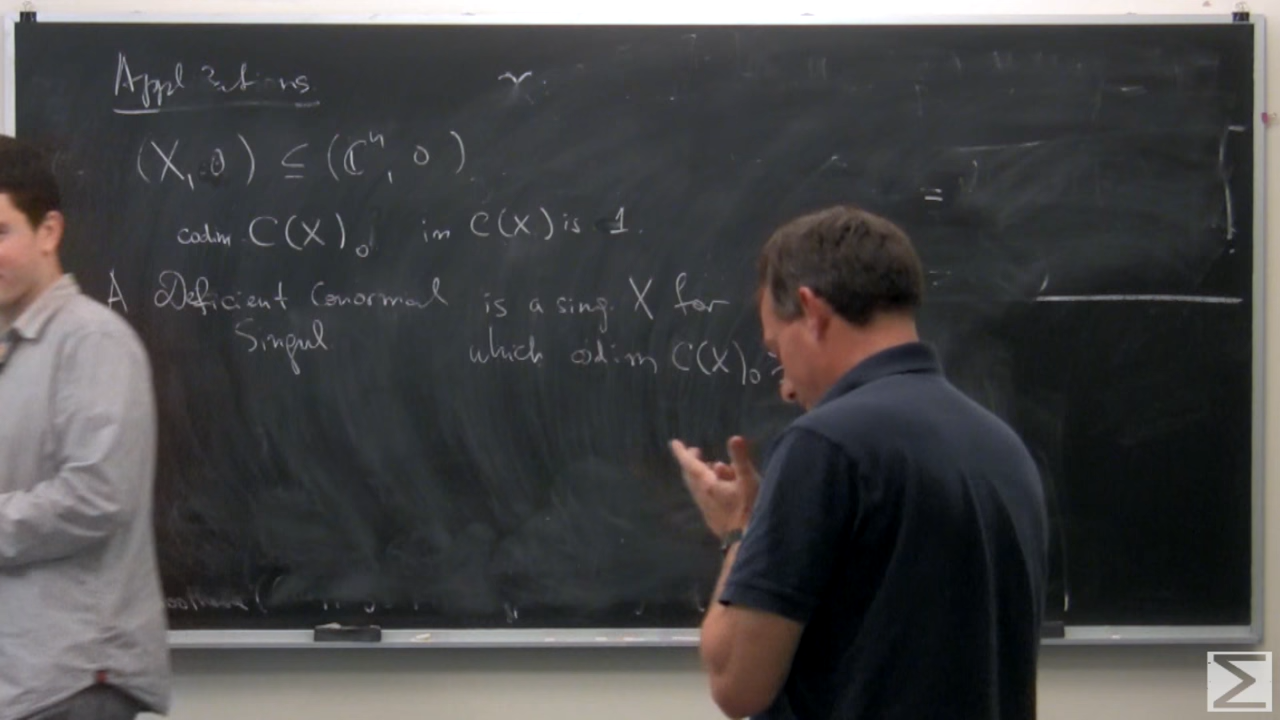 Applications
(X, 0) ⊆ (ℂⁿ, 0)
codim C(X)₀ in C(X) is 1.
A Deficient Conormal is a sing. X for
Singul which codim C(X)₀
=